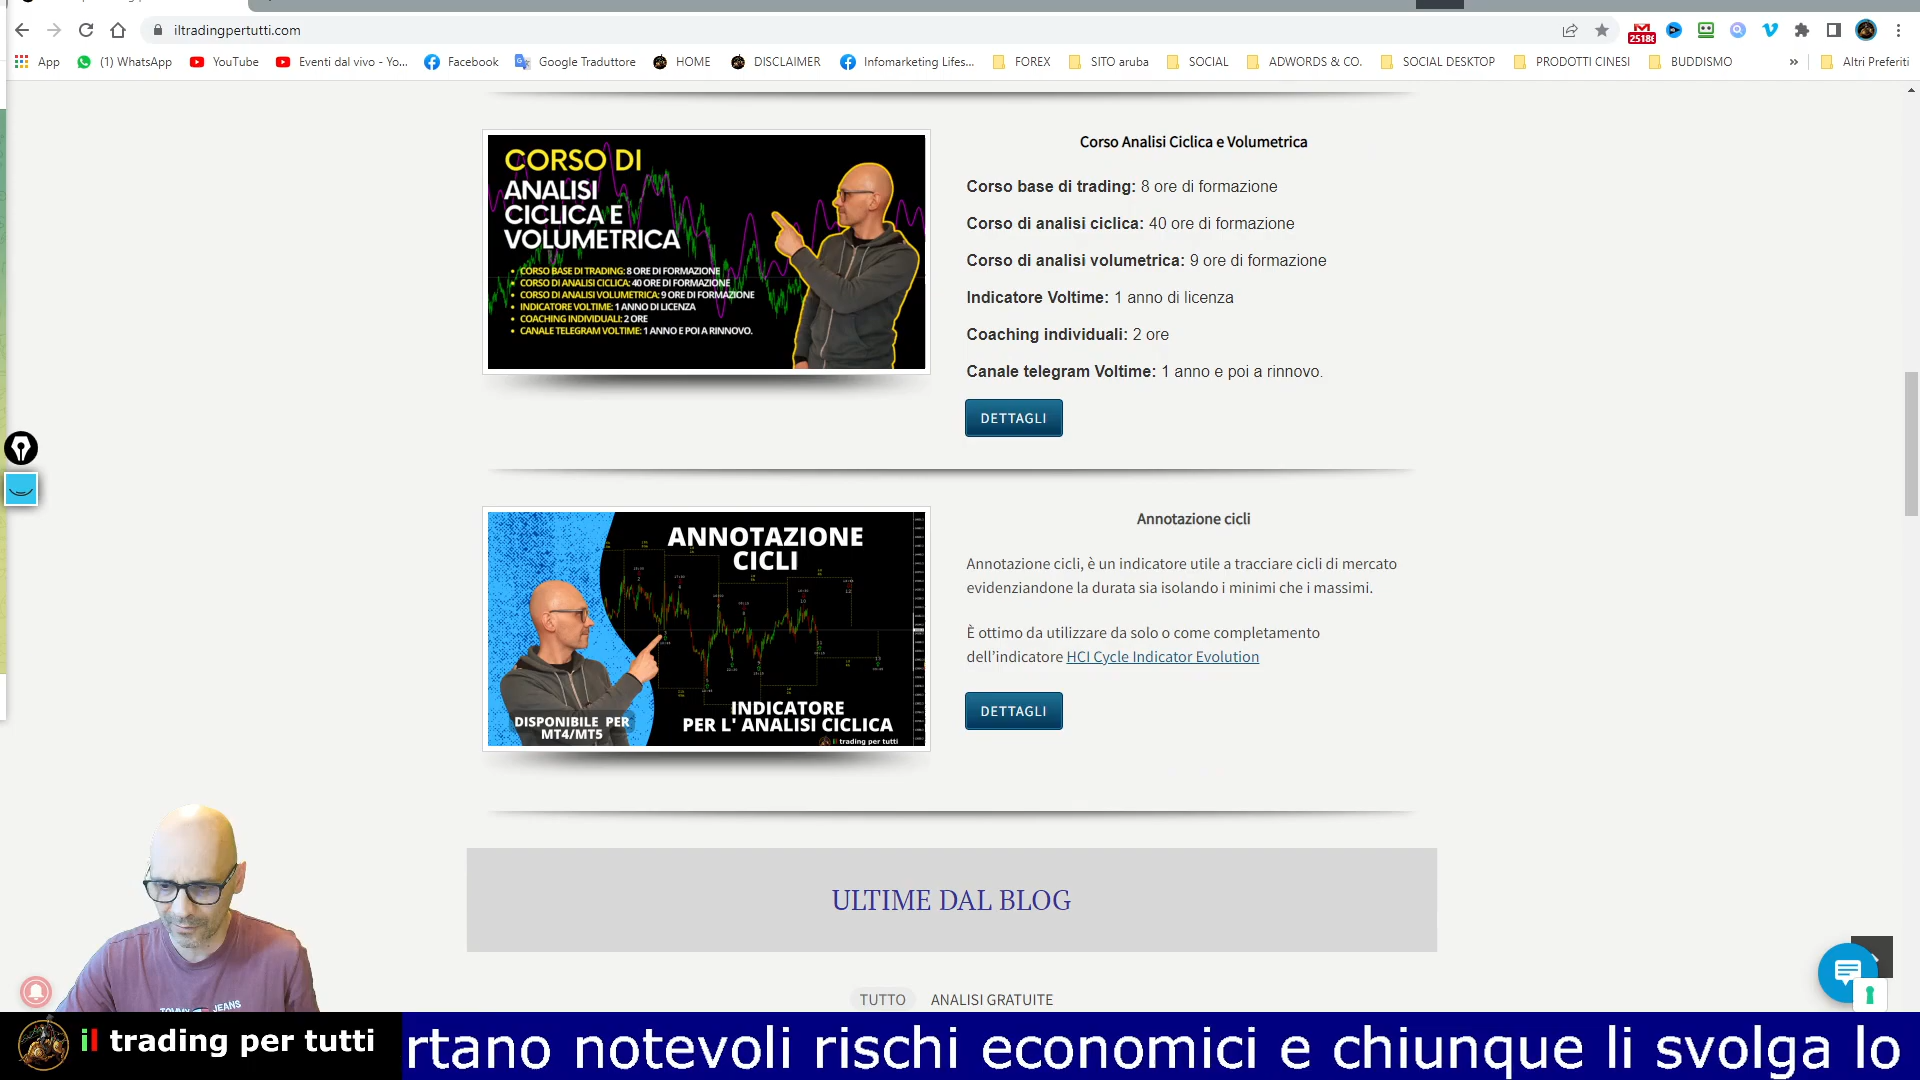 iltradingpertutti.com
25186
App
(1) WhatsApp
YouTube
Eventi dal vivo - Yo...
Facebook
Google Traduttore
HOME
DISCLAIMER
Infomarketing Lifes...
FOREX
SITO aruba
SOCIAL
ADWORDS & CO.
SOCIAL DESKTOP
PRODOTTI CINESI
BUDDISMO
»
Altri Preferiti
CORSO DI
ANALISI
CICLICA E
VOLUMETRICA
• CORSO BASE DI TRADING: 8 ORE DI FORMAZIONE
• CORSO DI ANALISI CICLICA: 40 ORE DI FORMAZIONE
• CORSO DI ANALISI VOLUMETRICA: 9 ORE DI FORMAZIONE
• INDICATORE VOLTIME: 1 ANNO DI LICENZA
• COACHING INDIVIDUALI: 2 ORE
• CANALE TELEGRAM VOLTIME: 1 ANNO E POI A RINNOVO.
Corso Analisi Ciclica e Volumetrica
Corso base di trading: 8 ore di formazione
Corso di analisi ciclica: 40 ore di formazione
Corso di analisi volumetrica: 9 ore di formazione
Indicatore Voltime: 1 anno di licenza
Coaching individuali: 2 ore
Canale telegram Voltime: 1 anno e poi a rinnovo.
DETTAGLI
ANNOTAZIONE
CICLI
INDICATORE
PER L' ANALISI CICLICA
DISPONIBILE PER
MT4/MT5
il trading per tutti
Annotazione cicli
Annotazione cicli, è un indicatore utile a tracciare cicli di mercato
evidenziandone la durata sia isolando i minimi che i massimi.
È ottimo da utilizzare da solo o come completamento
dell’indicatore HCI Cycle Indicator Evolution
DETTAGLI
ULTIME DAL BLOG
TUTTO
ANALISI GRATUITE
TOMMY JEANS
il trading per tutti
rtano notevoli rischi economici e chiunque li svolga lo